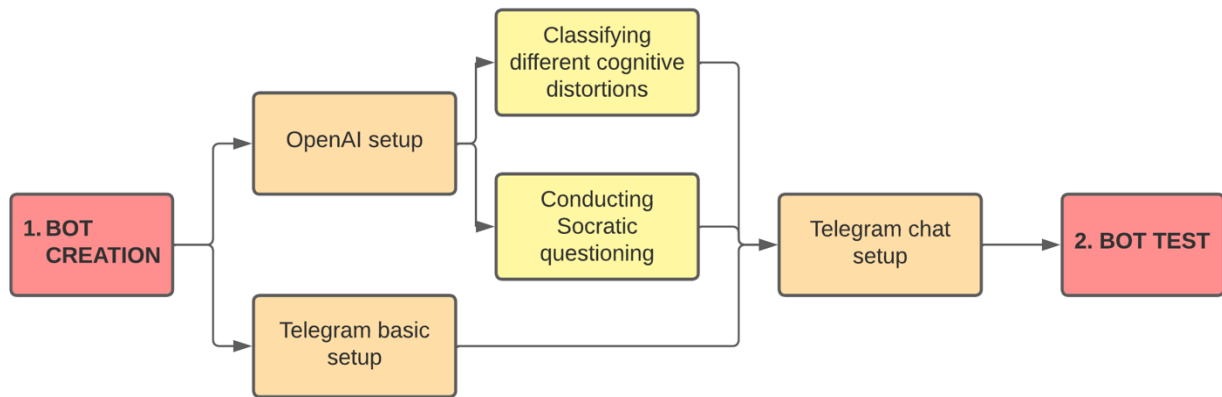 Classifying
different cognitive
distortions
OpenAI setup
Conducting
Socratic
questioning
1. BOT
CREATION
Telegram chat
setup
2. BOT TEST
Telegram basic
setup